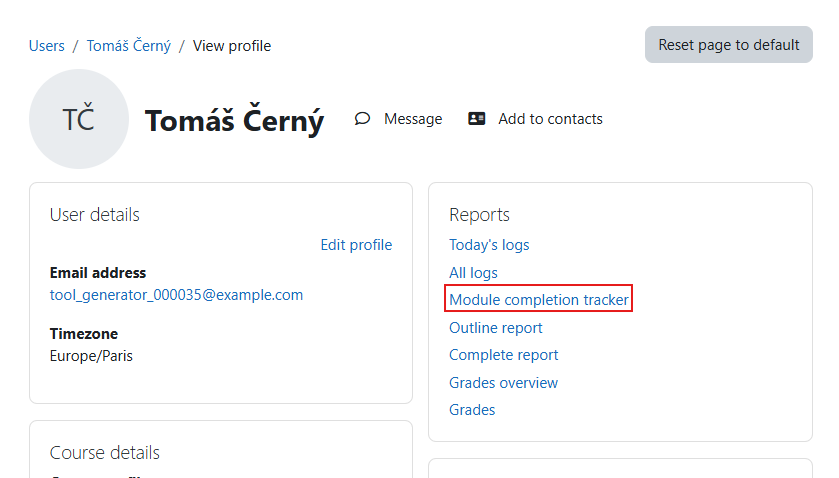 Users / Tomáš Černý / View profile
Reset page to default
TČ
Tomáš Černý
Message
Add to contacts
User details
Edit profile
Email address
tool_generator_000035@example.com
Timezone
Europe/Paris
Reports
Today's logs
All logs
Module completion tracker
Outline report
Complete report
Grades overview
Grades
Course details